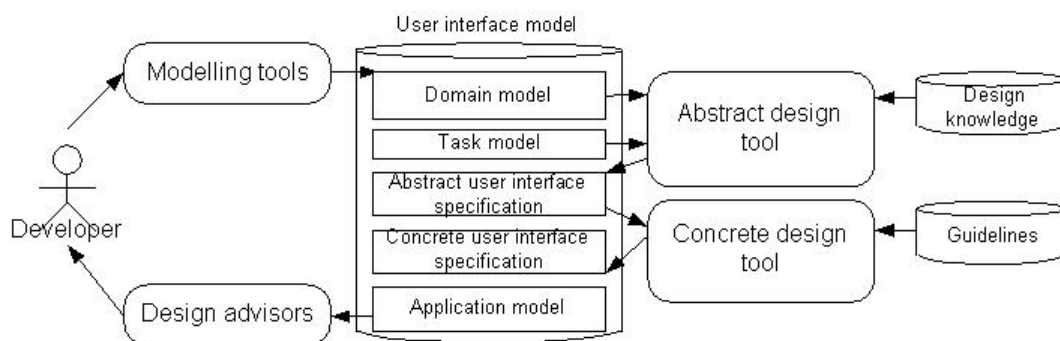 User interface model
Modelling tools
Domain model
Task model
Abstract user interface
specification
Concrete user interface
specification
Application model
Abstract design
tool
Design
knowledge
Concrete design
tool
Guidelines
Developer
Design advisors